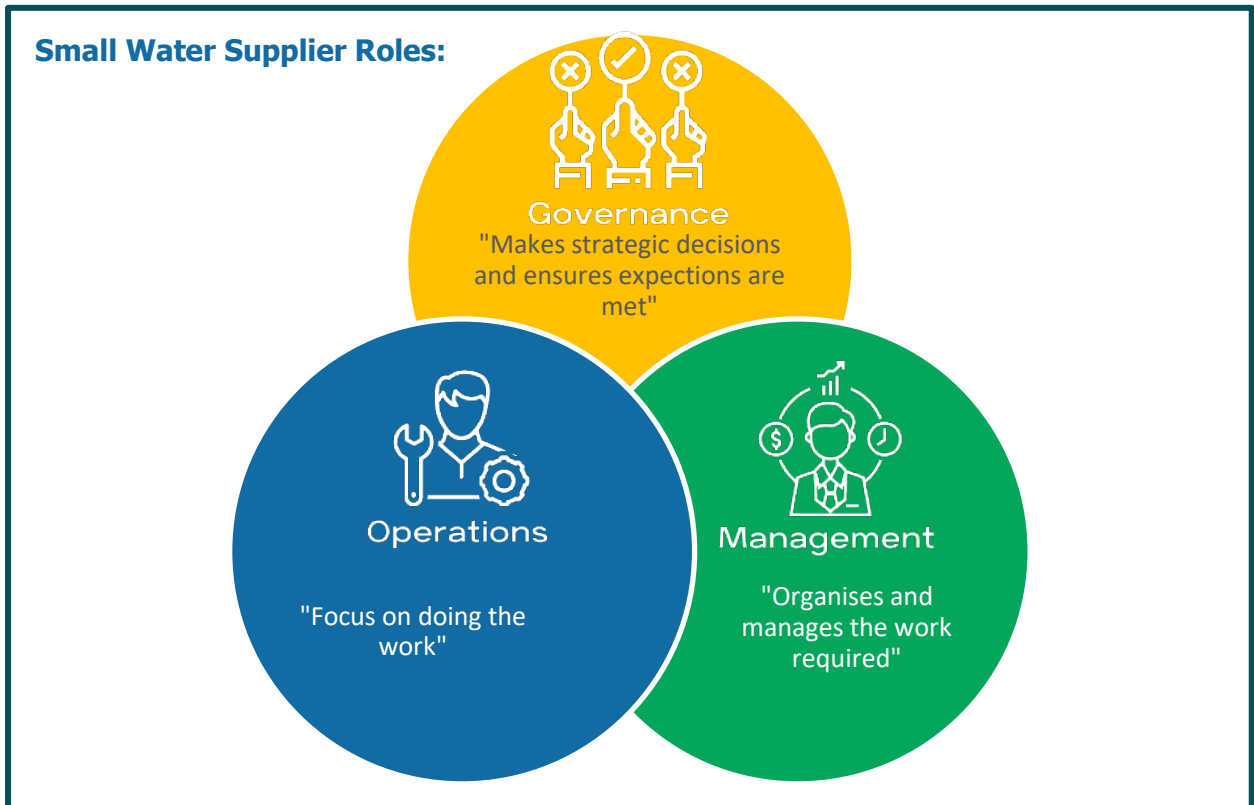 Small Water Supplier Roles:
Governance
"Makes strategic decisions
and ensures expections are
met"
Operations
"Focus on doing the
work"
$
Management
"Organises and
manages the work
required"